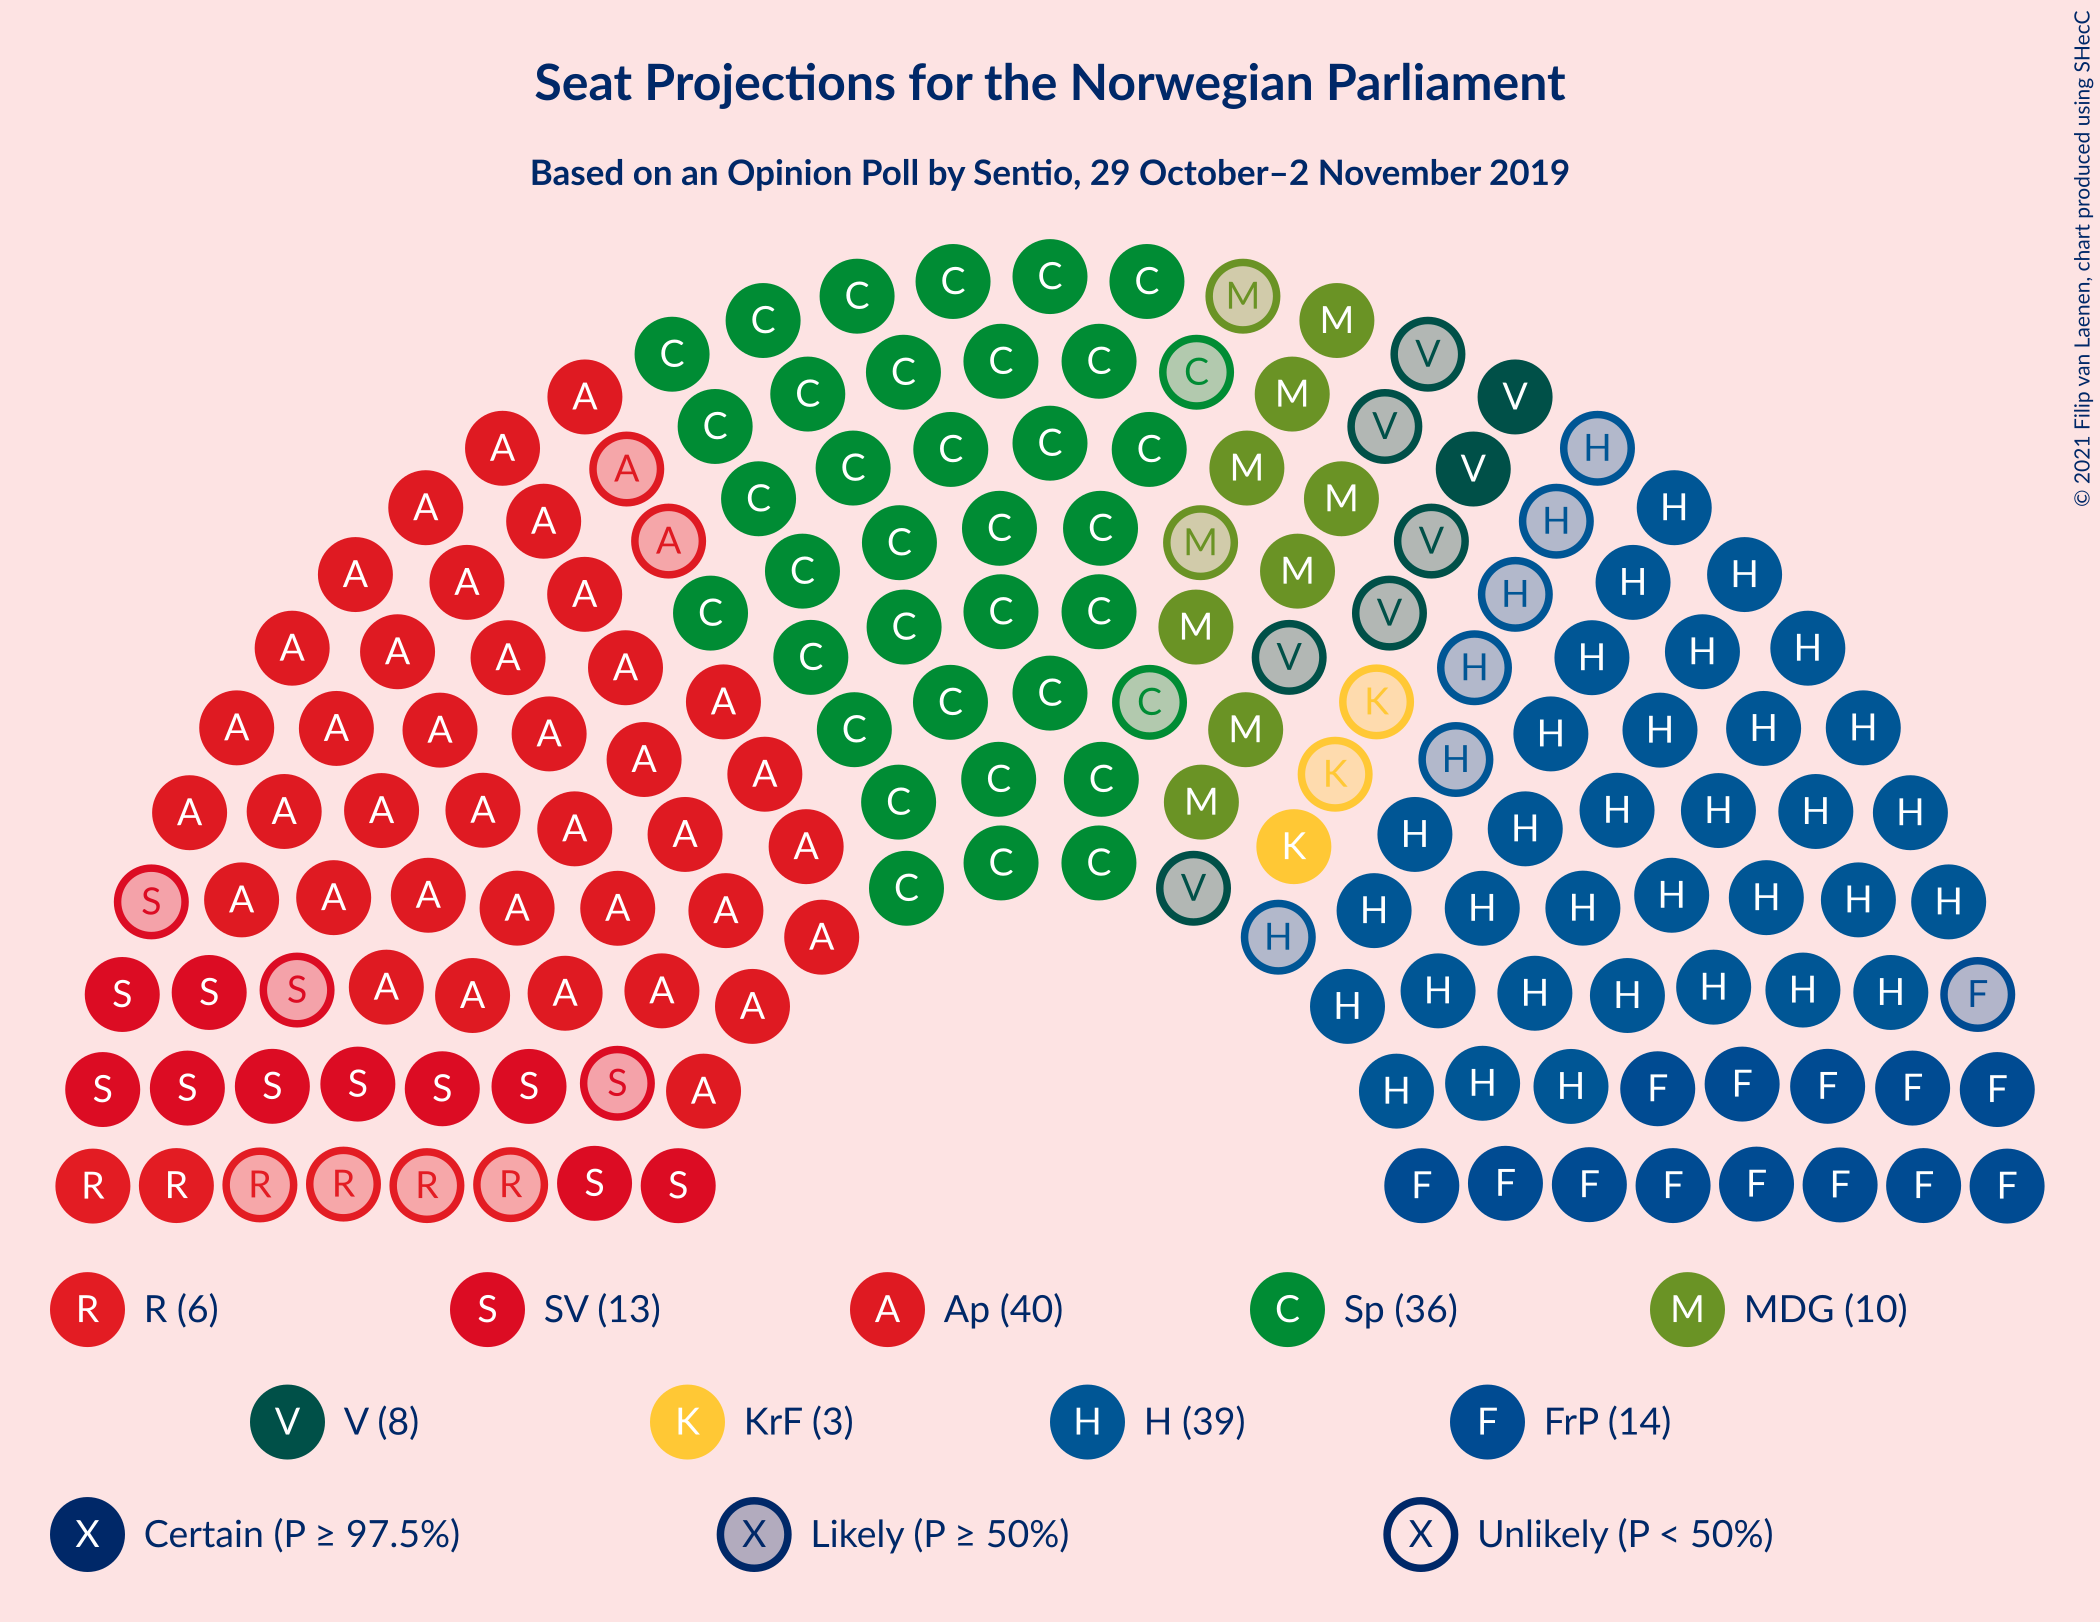 Seat Projections for the Norwegian Parliament
Based on an Opinion Poll by Sentio, 29 October–2 November 2019
© 2021 Filip van Laenen, chart produced using SHecC
C C C C C C M M
C C C C C V V
A C C C M V H
A A C C C C C M V H H
A A A C C C M V H H H
A A A C C C C M V H H H
A A A A C C C C M V V H H H H
A A A A A C C C C M V K H H H H H
A A A A A A C C C M K H H H H H H
A A A A A A A C C C M K H H H H H H H
S A A A A A A A C C C V H H H H H H H H
S S S A A A A A A H H H H H H H F
S S S S S S S A H H H F F F F F
R R R R R R S S F F F F F F F F
R R (6) S SV (13) A Ap (40) C Sp (36) M MDG (10)
V V (8) K KrF (3) H H (39) F FrP (14)
X Certain (P ≥ 97.5%) X Likely (P ≥ 50%) X Unlikely (P < 50%)